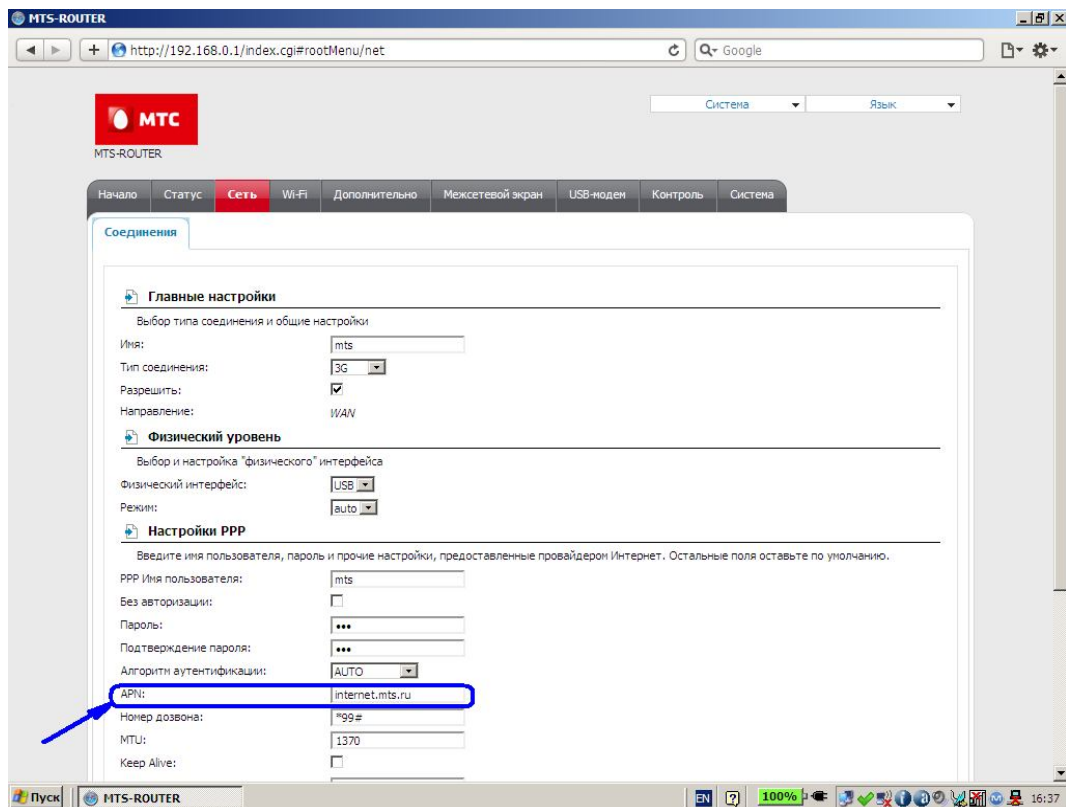 MTS-ROUTER
http://192.168.0.1/index.cgi#rootMenu/net
Google
МТС
MTS-ROUTER
Система
Язык
Начало Статус Сеть Wi-Fi Дополнительно Межсетевой экран USB-модем Контроль Система
Соединения
Главные настройки
Выбор типа соединения и общие настройки
Имя: mts
Тип соединения: 3G
Разрешить:
Направление: WAN
Физический уровень
Выбор и настройка "физического" интерфейса
Физический интерфейс: USB
Режим: auto
Настройки PPP
Введите имя пользователя, пароль и прочие настройки, предоставленные провайдером Интернет. Остальные поля оставьте по умолчанию.
PPP Имя пользователя: mts
Без авторизации:
Пароль: •••
Подтверждение пароля: •••
Алгоритм аутентификации: AUTO
APN: internet.mts.ru
Номер дозвона: *99#
MTU: 1370
Keep Alive:
Пуск MTS-ROUTER EN 100% 16:37